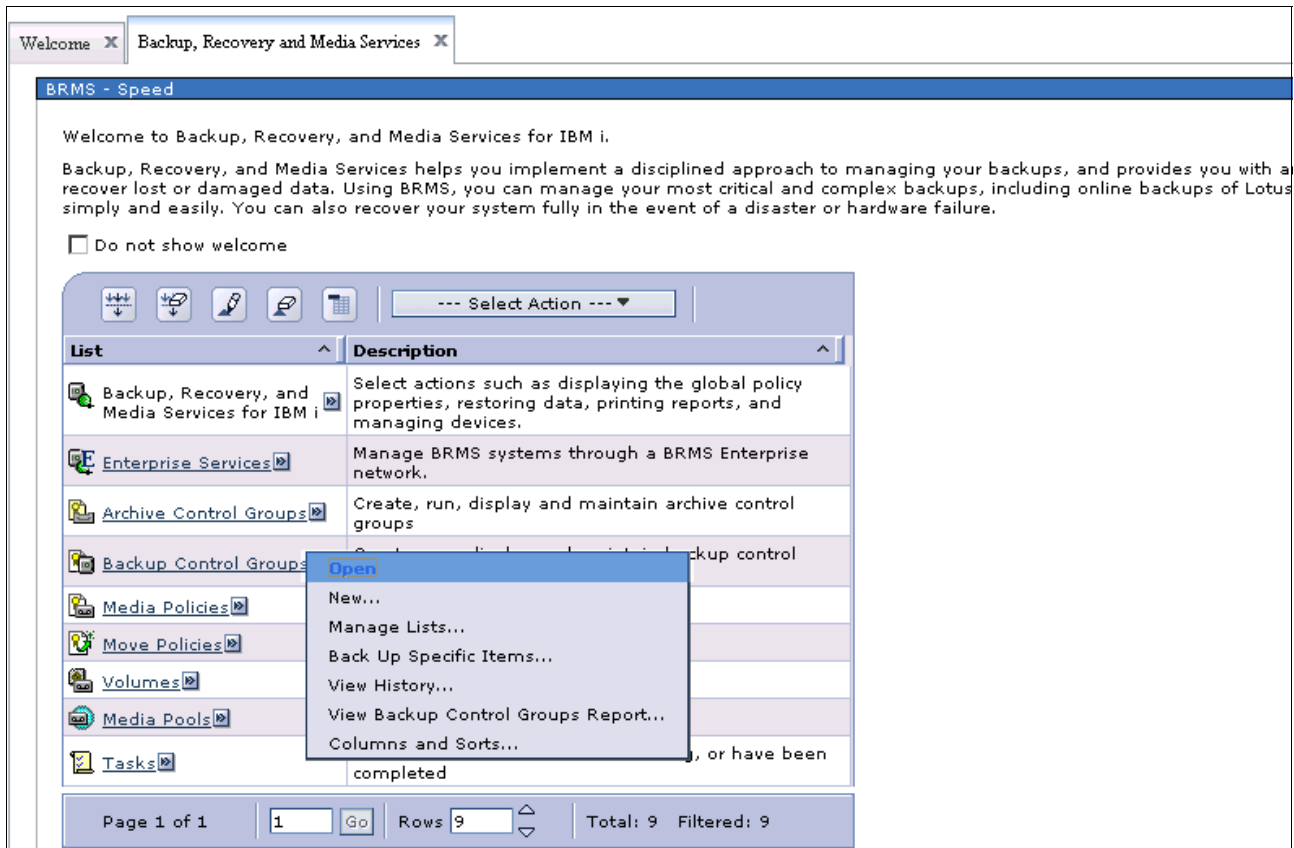 Welcome X Backup, Recovery and Media Services X
BRMS - Speed
Welcome to Backup, Recovery, and Media Services for IBM i.
Backup, Recovery, and Media Services helps you implement a disciplined approach to managing your backups, and provides you with
recover lost or damaged data. Using BRMS, you can manage your most critical and complex backups, including online backups of Lotus
simply and easily. You can also recover your system fully in the event of a disaster or hardware failure.
Do not show welcome
--- Select Action ---
List Description
Backup, Recovery, and
Media Services for IBM i
Select actions such as displaying the global policy
properties, restoring data, printing reports, and
managing devices.
Enterprise Services
Manage BRMS systems through a BRMS Enterprise
network.
Archive Control Groups
Create, run, display and maintain archive control
groups
Backup Control Groups
control
Open
New...
Manage Lists...
Back Up Specific Items...
View History...
View Backup Control Groups Report...
Columns and Sorts...
Media Policies
Move Policies
Volumes
Media Pools
Tasks
, or have been
completed
Page 1 of 1 1 Go Rows 9 Total: 9 Filtered: 9